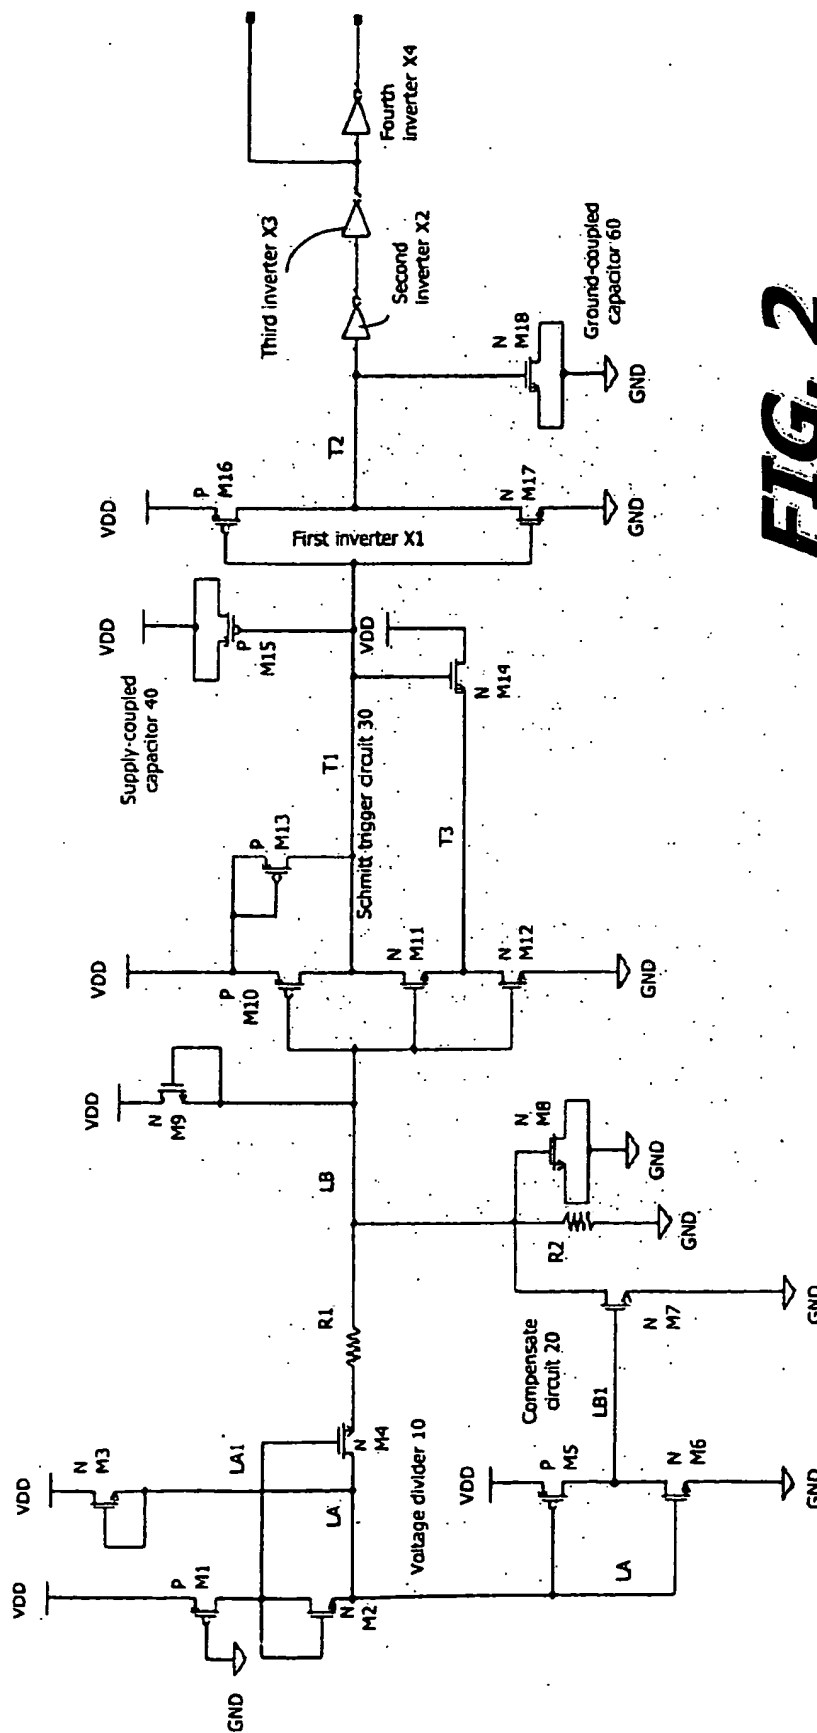 VDD
P
M1
GND
N
M2
VDD
N
M3
LA1
LA
N
M4
Voltage divider 10
R1
LA
VDD
P
M5
N
M6
GND
LB1
Compensate
circuit 20
N
M7
GND
R2
GND
N
M8
GND
LB
VDD
N
M9
VDD
P
M10
N
M11
N
M12
GND
P
M13
Schmitt trigger circuit 30
T1
T3
VDD
N
M14
Supply-coupled
capacitor 40
VDD
P
M15
VDD
P
M16
First inverter X1
N
M17
GND
T2
N
M18
GND
Ground-coupled
capacitor 60
Second
inverter X2
Third inverter X3
Fourth
inverter X4
FIG. 2